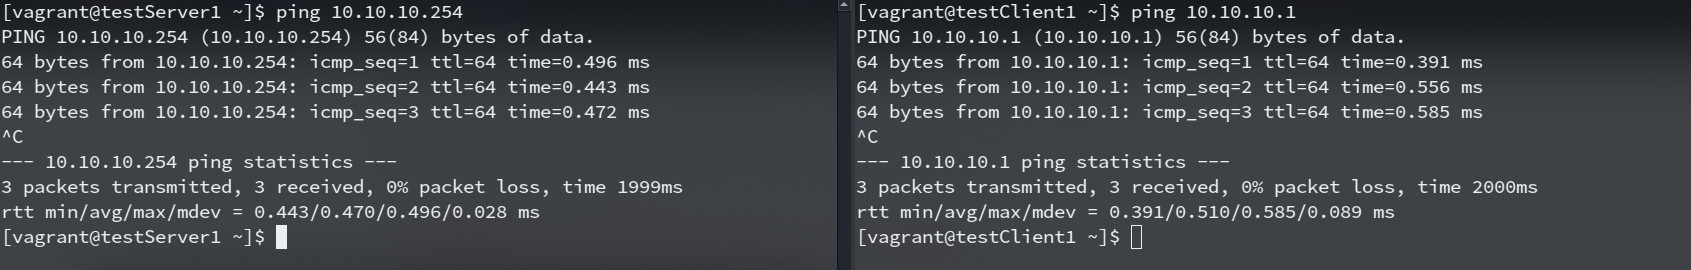 [vagrant@testServer1 ~]$ ping 10.10.10.254
PING 10.10.10.254 (10.10.10.254) 56(84) bytes of data.
64 bytes from 10.10.10.254: icmp_seq=1 ttl=64 time=0.496 ms
64 bytes from 10.10.10.254: icmp_seq=2 ttl=64 time=0.443 ms
64 bytes from 10.10.10.254: icmp_seq=3 ttl=64 time=0.472 ms
^C
--- 10.10.10.254 ping statistics ---
3 packets transmitted, 3 received, 0% packet loss, time 1999ms
rtt min/avg/max/mdev = 0.443/0.470/0.496/0.028 ms
[vagrant@testServer1 ~]$
[vagrant@testClient1 ~]$ ping 10.10.10.1
PING 10.10.10.1 (10.10.10.1) 56(84) bytes of data.
64 bytes from 10.10.10.1: icmp_seq=1 ttl=64 time=0.391 ms
64 bytes from 10.10.10.1: icmp_seq=2 ttl=64 time=0.556 ms
64 bytes from 10.10.10.1: icmp_seq=3 ttl=64 time=0.585 ms
^C
--- 10.10.10.1 ping statistics ---
3 packets transmitted, 3 received, 0% packet loss, time 2000ms
rtt min/avg/max/mdev = 0.391/0.510/0.585/0.089 ms
[vagrant@testClient1 ~]$